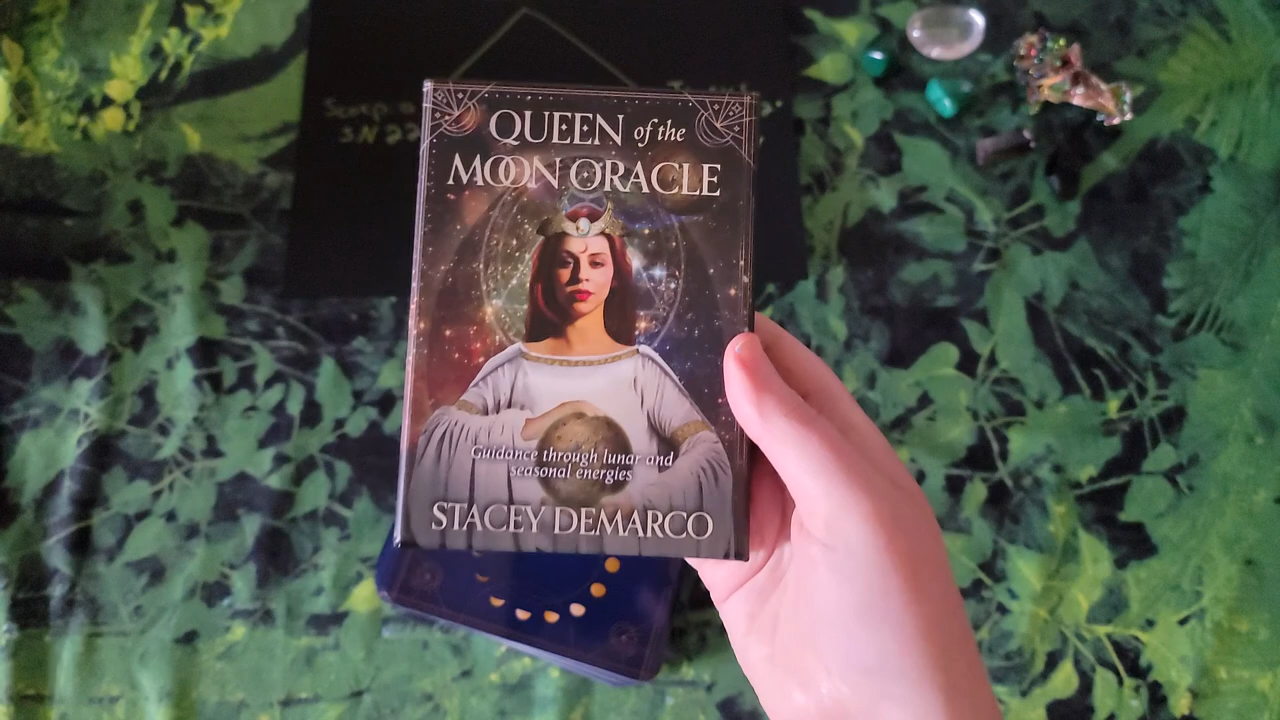 QUEEN of the
MOON ORACLE
Guidance through lunar and
seasonal energies
STACEY DEMARCO